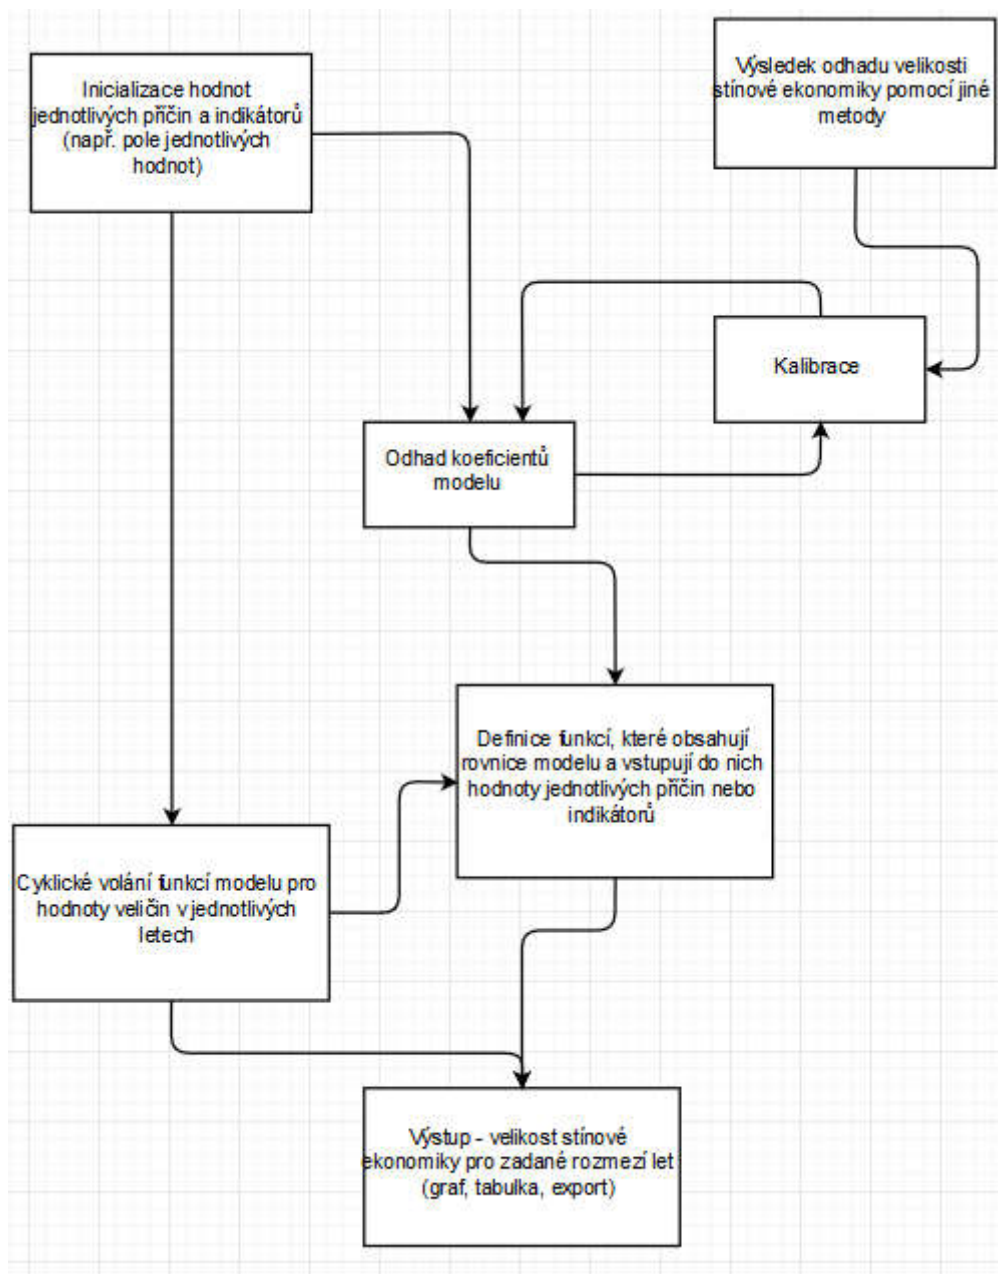 Inicializace hodnot
jednotlivých příčin a indikátorů
(např. pole jednotlivých
hodnot)
Výsledek odhadu velikosti
stínové ekonomiky pomocí jiné
metody
Kalibrace
Odhad koeficientů
modelu
Definice funkcí, které obsahují
rovnice modelu a vstupují do nich
hodnoty jednotlivých příčin nebo
indikátorů
Cyklické volání funkcí modelu pro
hodnoty veličin v jednotlivých
letech
Výstup - velikost stínové
ekonomiky pro zadané rozmezí let
(graf, tabulka, export)